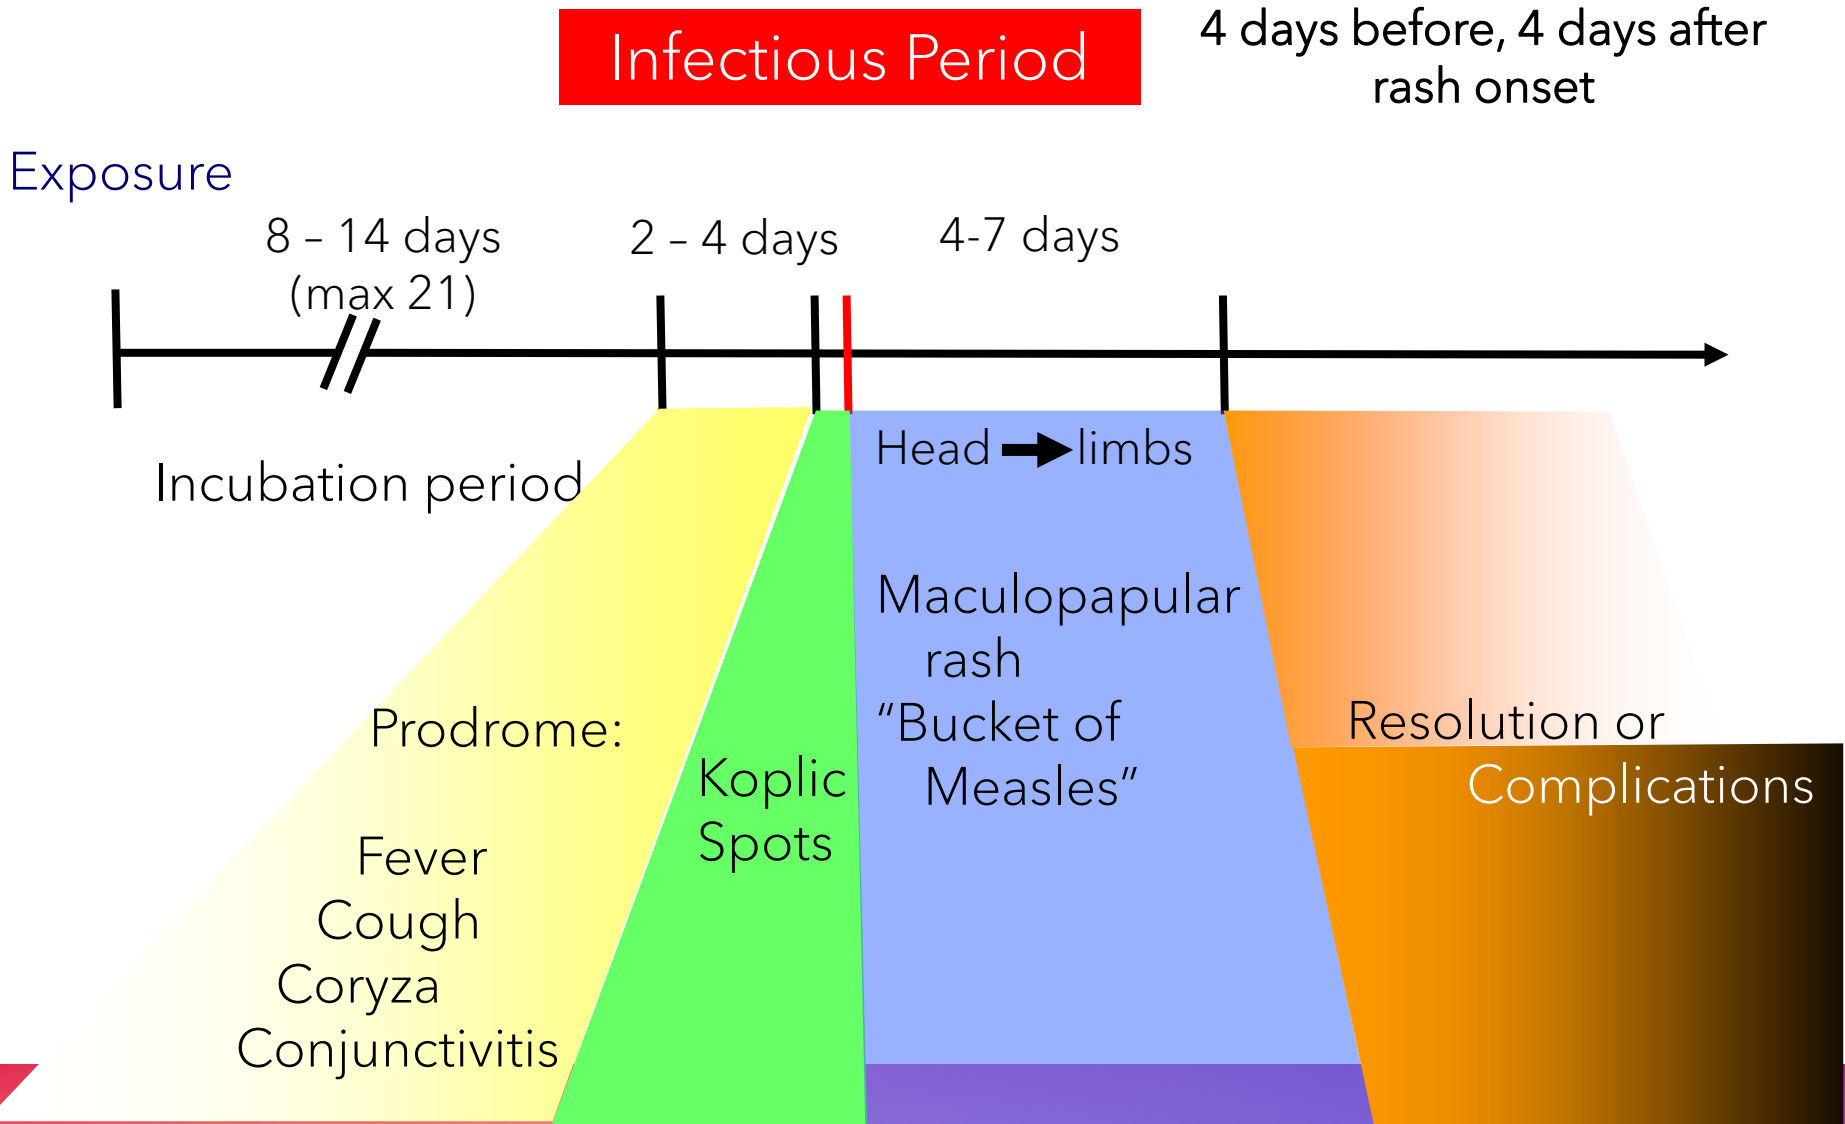 Infectious Period
4 days before, 4 days after
rash onset
Exposure
8 – 14 days
(max 21)
2 – 4 days
4-7 days
Incubation period
Head limbs
Prodrome:
Fever
Cough
Coryza
Conjunctivitis
Koplic
Spots
Maculopapular
rash
“Bucket of
Measles”
Resolution or
Complications